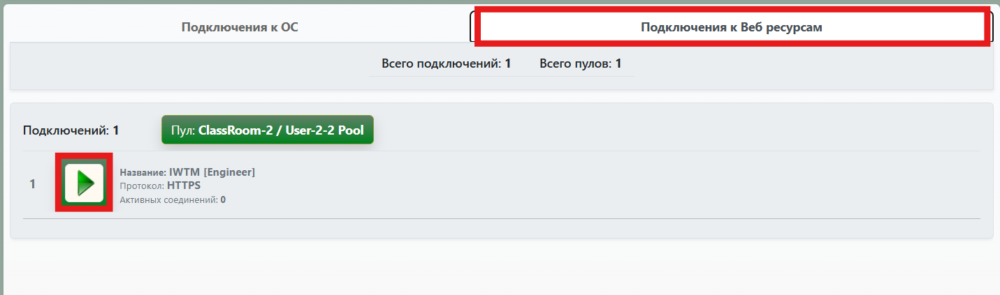 Подключения к ОС
Подключения к Веб ресурсам
Всего подключений: 1 Всего пулов: 1
Подключений: 1
Пул: ClassRoom-2 / User-2-2 Pool
1
Название: IWTM [Engineer]
Протокол: HTTPS
Активных соединений: 0